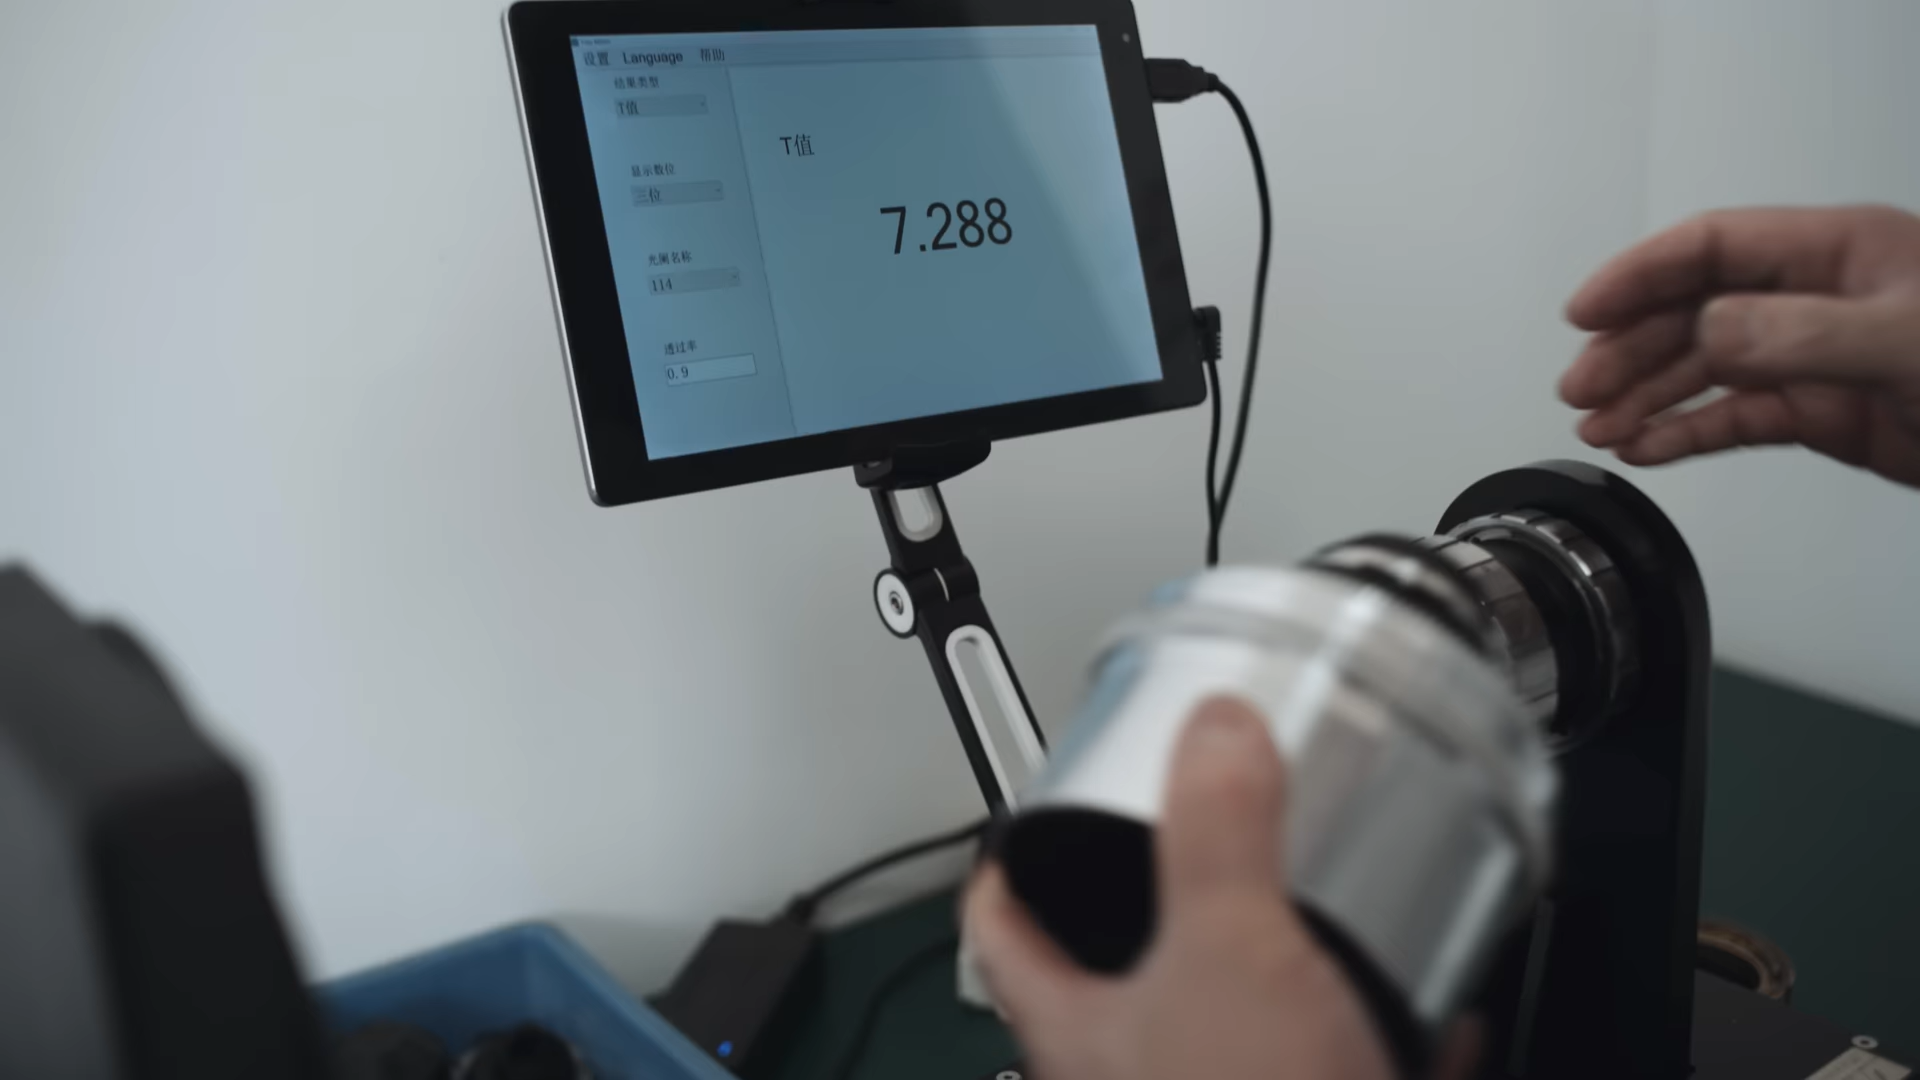 设置 Language 帮助
结果类型
T值
显示数位
三位
光阑名称
114
透过率
0.9
T值
7.288